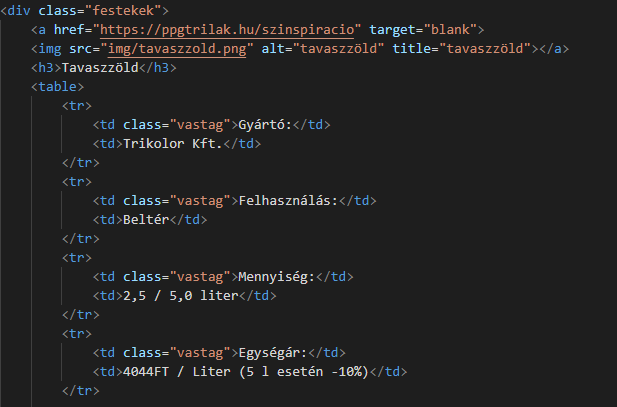 <div class="festekek">
<a href="https://ppgtrilak.hu/szinspiracio" target="blank">
<img src="img/tavaszzold.png" alt="tavaszzöld" title="tavaszzöld"></a>
<h3>Tavaszzöld</h3>
<table>
<tr>
<td class="vastag">Gyártó:</td>
<td>Trikolor Kft.</td>
</tr>
<tr>
<td class="vastag">Felhasználás:</td>
<td>Beltér</td>
</tr>
<tr>
<td class="vastag">Mennyiség:</td>
<td>2,5 / 5,0 liter</td>
</tr>
<tr>
<td class="vastag">Egységár:</td>
<td>4044FT / Liter (5 l esetén -10%)</td>
</tr>